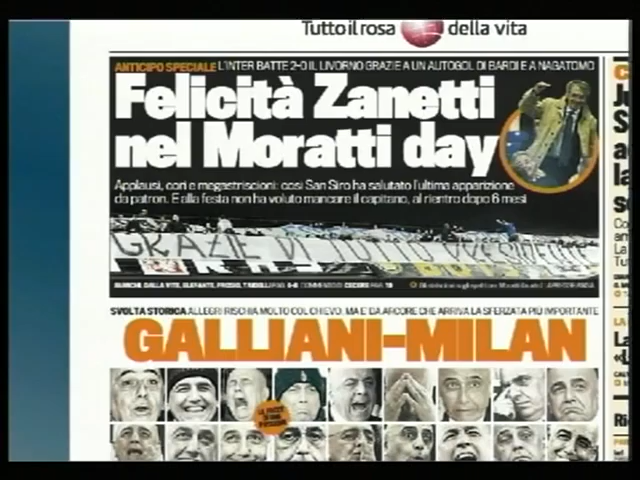 Tutto il rosa della vita
ANTICIPO SPECIALE L'INTER BATTE 2-0 IL LIVORNO GRAZIE A UN AUTOGOL DI BARDI E A NAGATOMO
Felicità Zanetti
nel Moratti day
Applausi, cori e megastriscioni: così San Siro ha salutato l'ultima apparizione
da patron. E alla festa non ha voluto mancare il capitano, al rientro dopo 6 mesi
GRAZIE DI TUTTO PRESIDENTE
SVOLTA STORICA ALLEGRI RISCHIA MOLTO COL CHIEVO. MA E' DA ARCORE CHE ARRIVA LA SFERZATA PIÙ IMPORTANTE
GALLIANI-MILAN